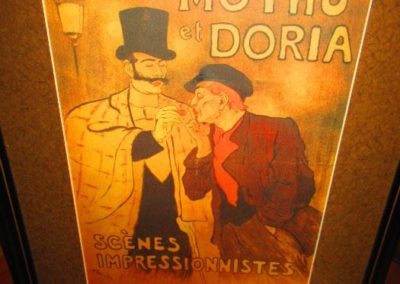 MOTHU
et DORIA
SCÈNES
IMPRESSIONNISTES